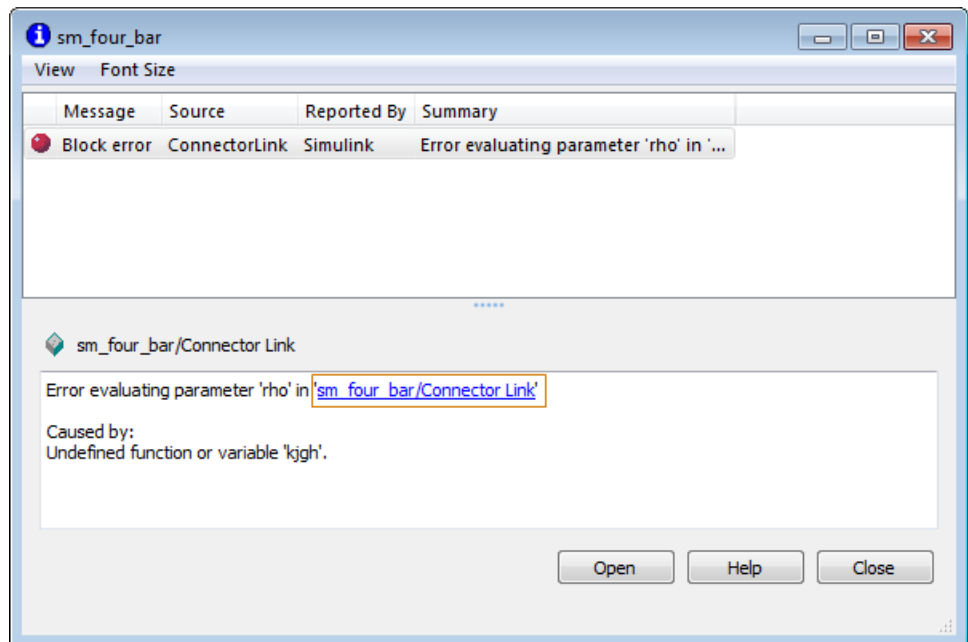 sm_four_bar
View Font Size
Message Source Reported By Summary
Block error ConnectorLink Simulink Error evaluating parameter 'rho' in '...
sm_four_bar/Connector Link
Error evaluating parameter 'rho' in 'sm_four_bar/Connector Link'
Caused by:
Undefined function or variable 'kjgh'.
Open Help Close